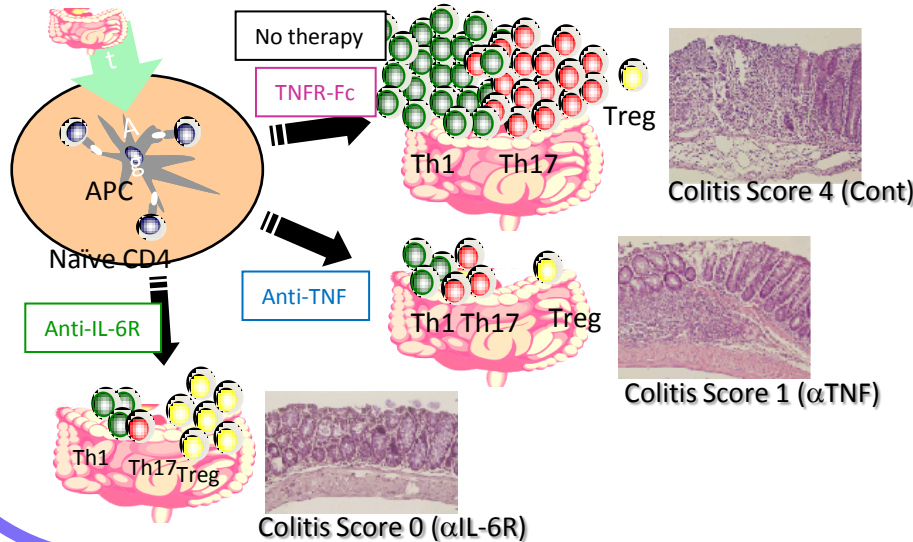 t
A
g
APC
Naïve CD4
No therapy
TNFR-Fc
Th1 Th17
Treg
Colitis Score 4 (Cont)
Anti-TNF
Th1 Th17 Treg
Colitis Score 1 (αTNF)
Anti-IL-6R
Th1 Th17 Treg
Colitis Score 0 (αIL-6R)